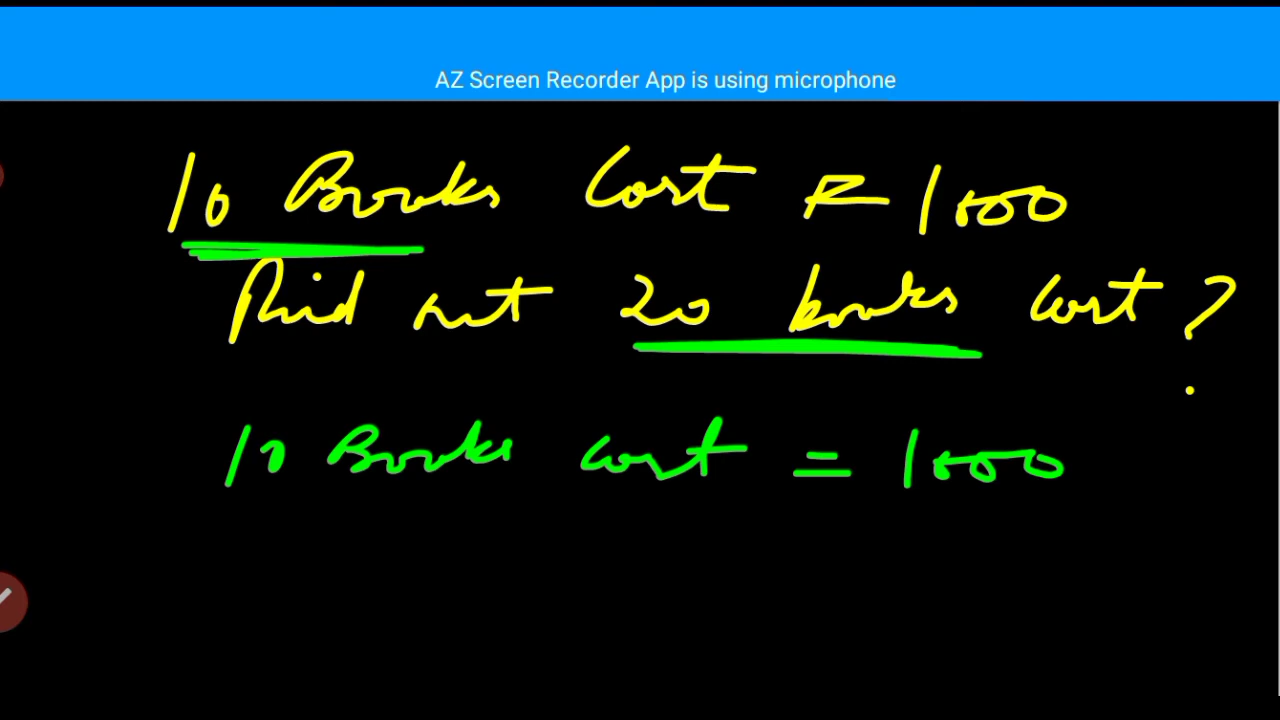 AZ Screen Recorder App is using microphone
10 Books Cost ₹ 1000
Find out 20 books cost ?
10 Books cost = 1000